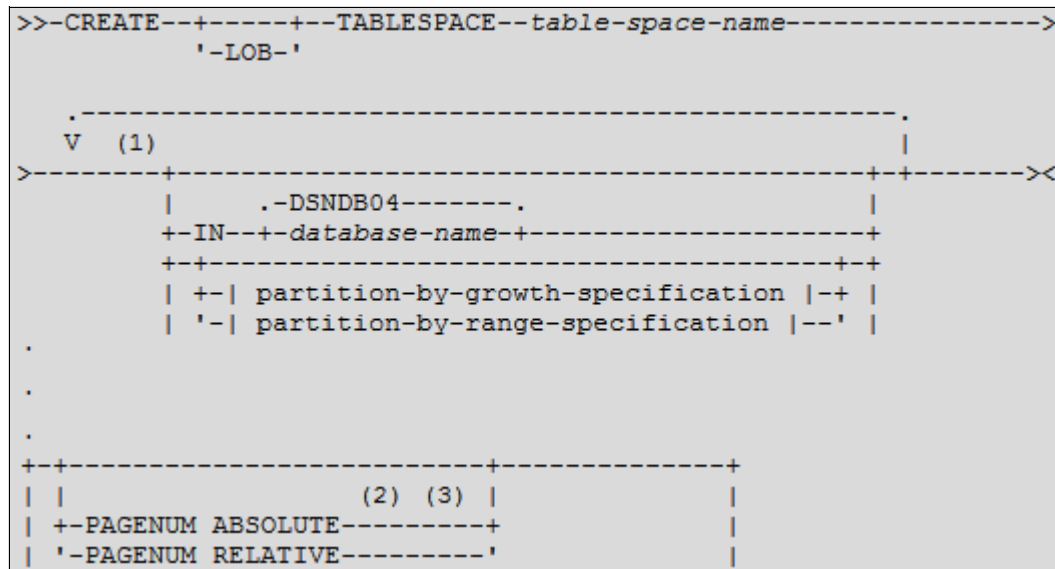 >>-CREATE--+-----+--TABLESPACE--table-space-name---------------->
           '-LOB-'
   .---------------------------------------------------.
   V  (1)                                              |
>--------+-------------------------------------------+-+------><
         |     .-DSNDB04-------.                     |
         +-IN--+-database-name-+---------------------+
         +-+---------------------------------------+-+
         | +-| partition-by-growth-specification |-+ |
         | '-| partition-by-range-specification |--' |
.
.
.
+-+--------------------------+--------------+
| |                  (2) (3) |              |
| +-PAGENUM ABSOLUTE---------+              |
| '-PAGENUM RELATIVE---------'              |